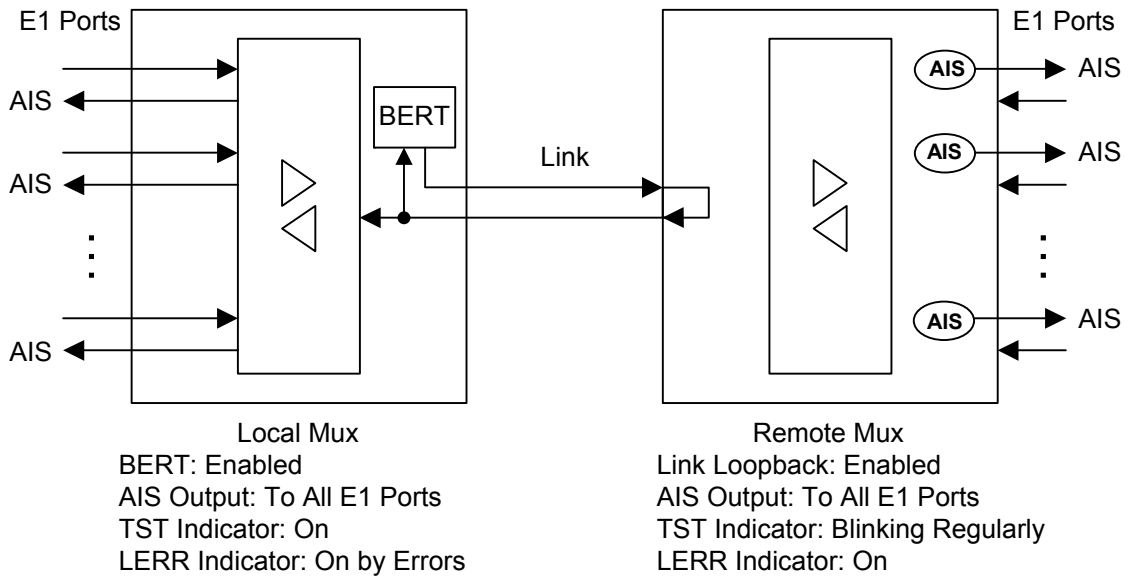 E1 Ports
E1 Ports
AIS
AIS
AIS
BERT
Link
AIS
AIS
AIS
AIS
AIS
AIS
Local Mux
BERT: Enabled
AIS Output: To All E1 Ports
TST Indicator: On
LERR Indicator: On by Errors
Remote Mux
Link Loopback: Enabled
AIS Output: To All E1 Ports
TST Indicator: Blinking Regularly
LERR Indicator: On